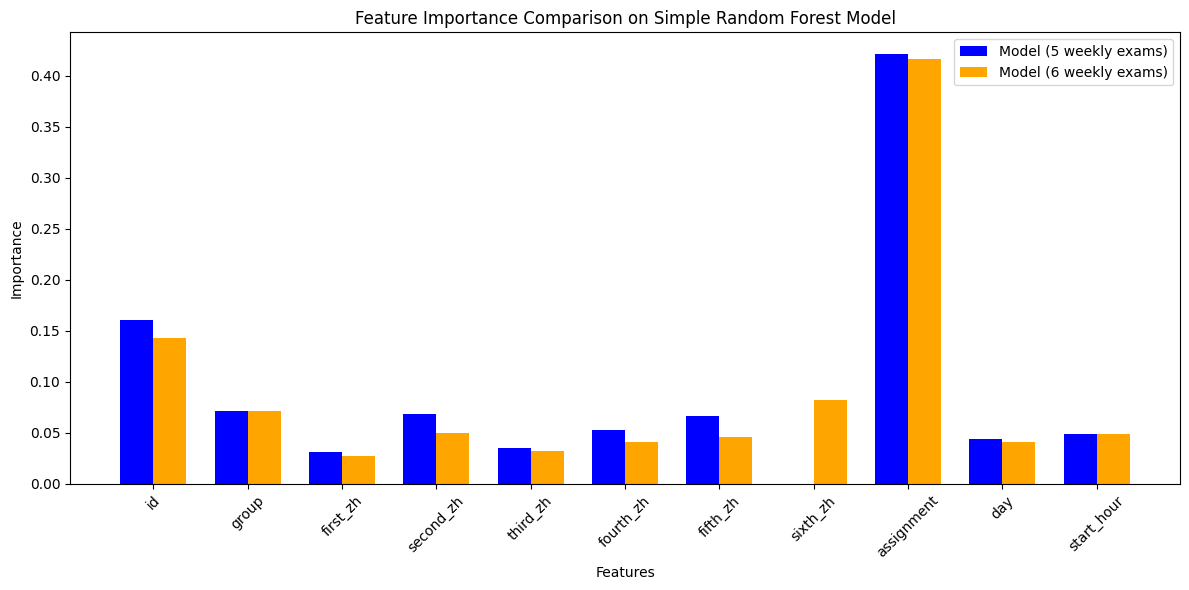 Feature Importance Comparison on Simple Random Forest Model
Model (5 weekly exams)
Model (6 weekly exams)
Importance
0.40
0.35
0.30
0.25
0.20
0.15
0.10
0.05
0.00
id
group
first_zh
second_zh
third_zh
fourth_zh
fifth_zh
sixth_zh
assignment
day
start_hour
Features